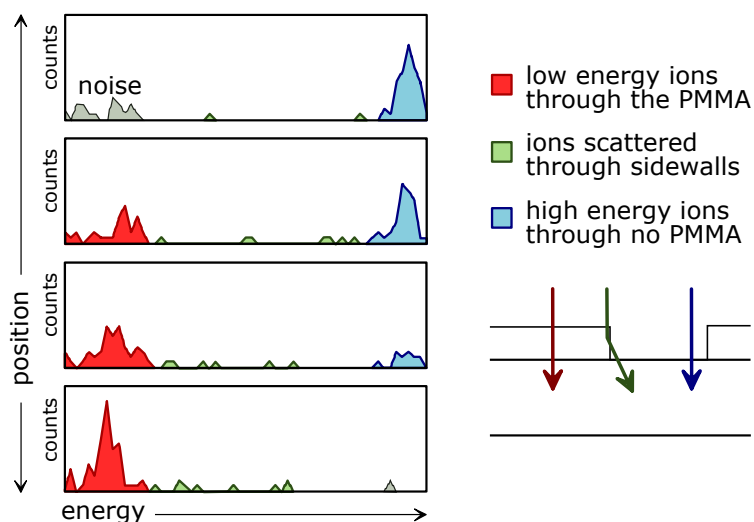 counts
noise
counts
counts
counts
position
energy
low energy ions
through the PMMA
ions scattered
through sidewalls
high energy ions
through no PMMA